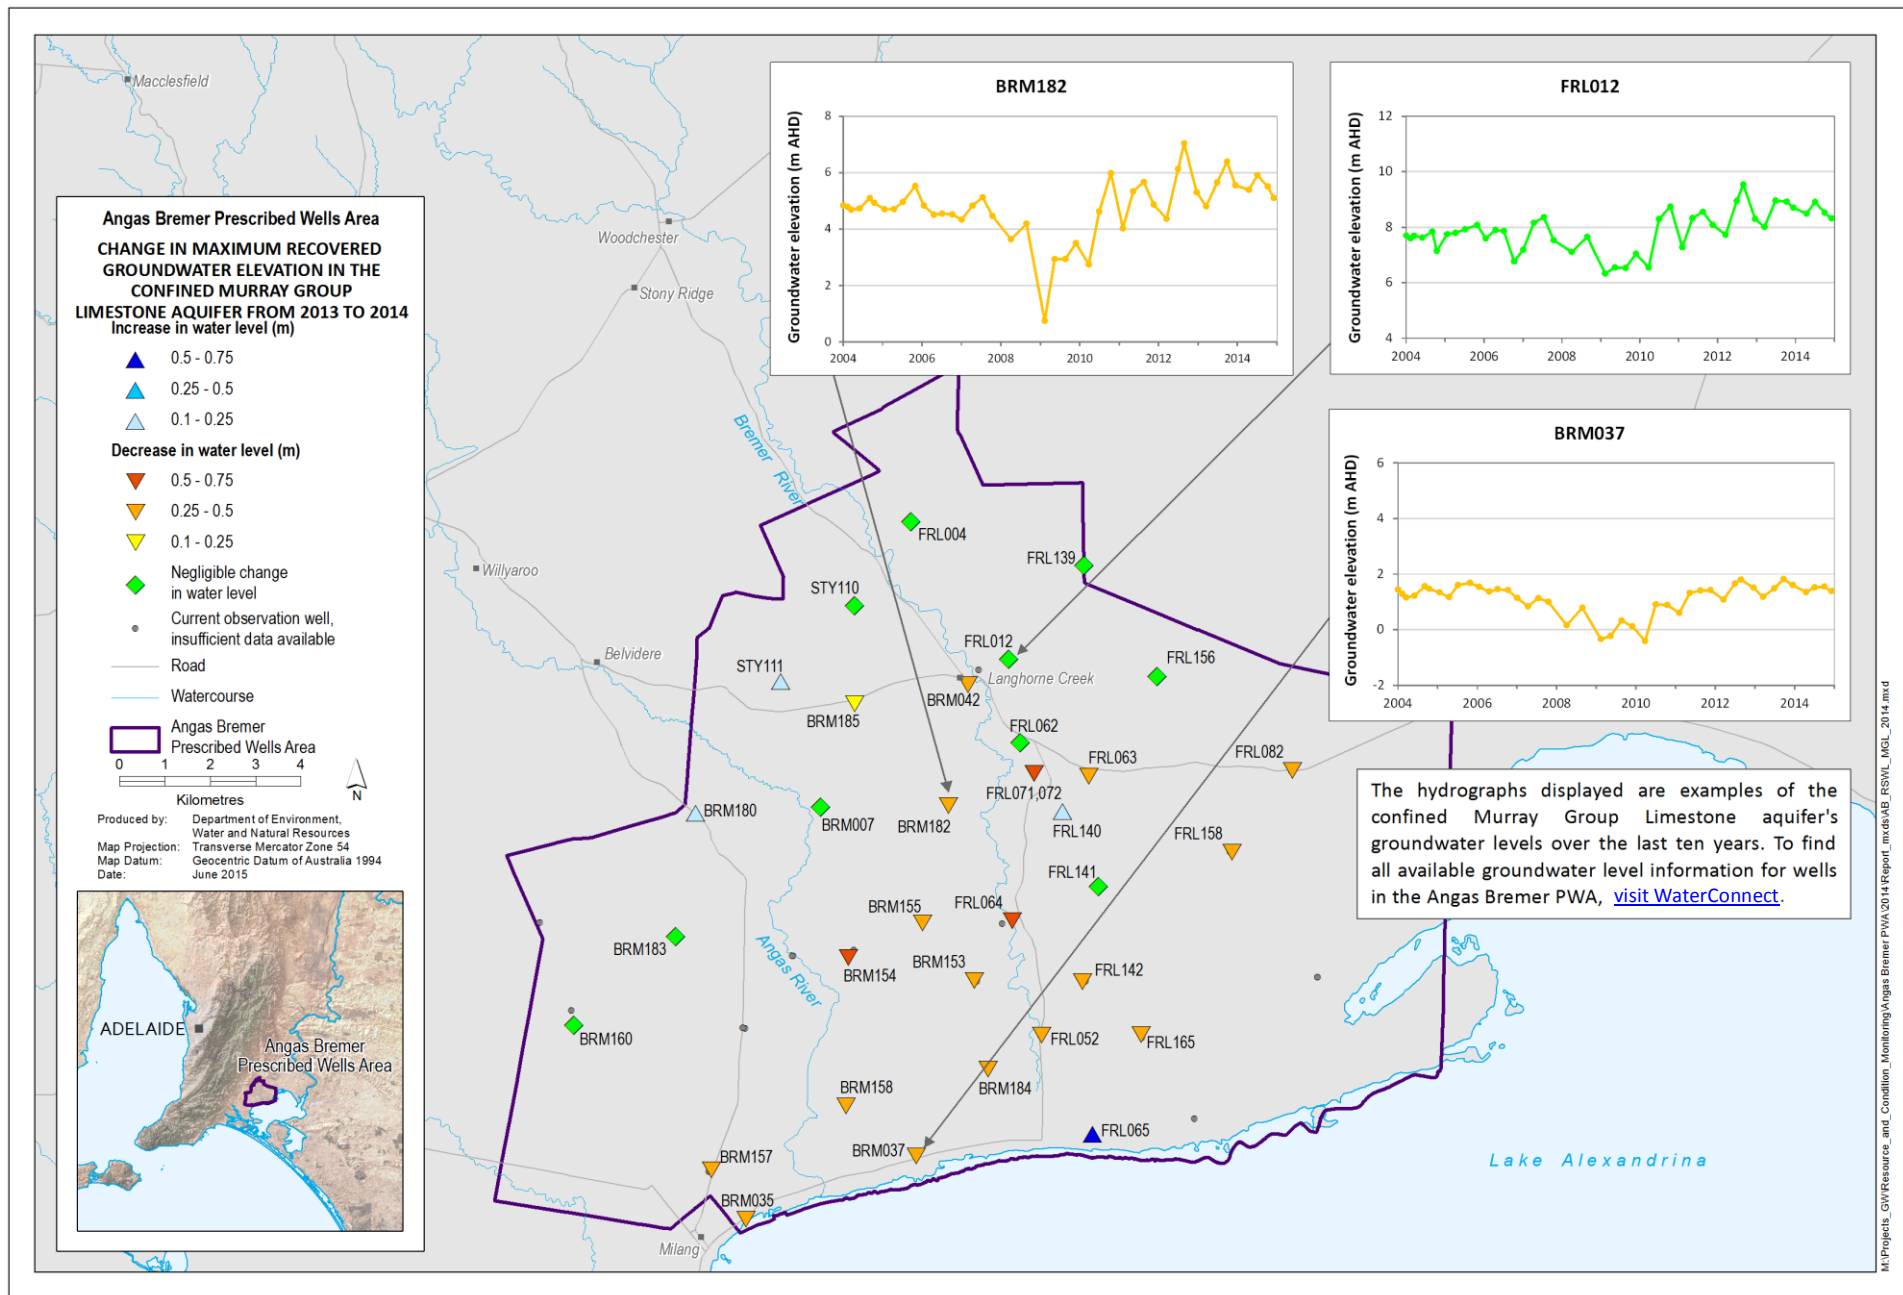 Macclesfield
Woodchester
Stony Ridge
Willyaroo
Belvidere
Langhorne Creek
Milang
Bremer River
Angas River
Lake Alexandrina
Angas Bremer Prescribed Wells Area
CHANGE IN MAXIMUM RECOVERED
GROUNDWATER ELEVATION IN THE
CONFINED MURRAY GROUP
LIMESTONE AQUIFER FROM 2013 TO 2014
Increase in water level (m)
0.5 - 0.75
0.25 - 0.5
0.1 - 0.25
Decrease in water level (m)
0.5 - 0.75
0.25 - 0.5
0.1 - 0.25
Negligible change
in water level
Current observation well,
insufficient data available
Road
Watercourse
Angas Bremer
Prescribed Wells Area
0 1 2 3 4
Kilometres
N
Produced by: Department of Environment,
Water and Natural Resources
Map Projection: Transverse Mercator Zone 54
Map Datum: Geocentric Datum of Australia 1994
Date: June 2015
ADELAIDE
Angas Bremer
Prescribed Wells Area
BRM182
Groundwater elevation (m AHD)
8
6
4
2
0
2004 2006 2008 2010 2012 2014
FRL012
Groundwater elevation (m AHD)
12
10
8
6
4
2004 2006 2008 2010 2012 2014
BRM037
Groundwater elevation (m AHD)
6
4
2
0
-2
2004 2006 2008 2010 2012 2014
FRL004
FRL139
STY110
FRL012
FRL156
STY111
BRM042
BRM185
FRL062
FRL063
FRL082
FRL071,072
BRM180
BRM007
BRM182
FRL140
FRL158
FRL141
BRM155
FRL064
BRM183
BRM154
BRM153
FRL142
BRM160
FRL052
FRL165
BRM184
BRM158
FRL065
BRM037
BRM157
BRM035
The hydrographs displayed are examples of the
confined Murray Group Limestone aquifer's
groundwater levels over the last ten years. To find
all available groundwater level information for wells
in the Angas Bremer PWA, visit WaterConnect.
M:\Projects_GW\Resource_and_Condition_Monitoring\Angas Bremer PWA\2014\Report_mxds\AB_RSWL_MGL_2014.mxd